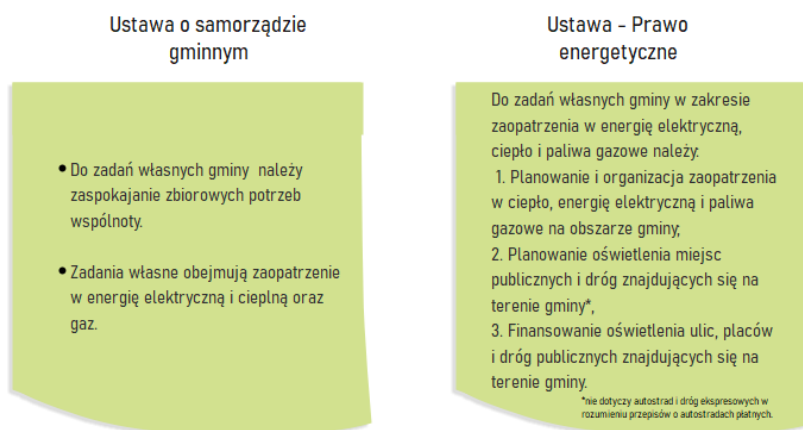 Ustawa o samorządzie
gminnym
• Do zadań własnych gminy należy
zaspokajanie zbiorowych potrzeb
wspólnoty.
• Zadania własne obejmują zaopatrzenie
w energię elektryczną i cieplną oraz
gaz.
Ustawa - Prawo
energetyczne
Do zadań własnych gminy w zakresie
zaopatrzenia w energię elektryczną,
ciepło i paliwa gazowe należy:
1. Planowanie i organizacja zaopatrzenia
w ciepło, energię elektryczną i paliwa
gazowe na obszarze gminy;
2. Planowanie oświetlenia miejsc
publicznych i dróg znajdujących się na
terenie gminy*,
3. Finansowanie oświetlenia ulic, placów
i dróg publicznych znajdujących się na
terenie gminy.
*nie dotyczy autostrad i dróg ekspresowych w
rozumieniu przepisów o autostradach płatnych.